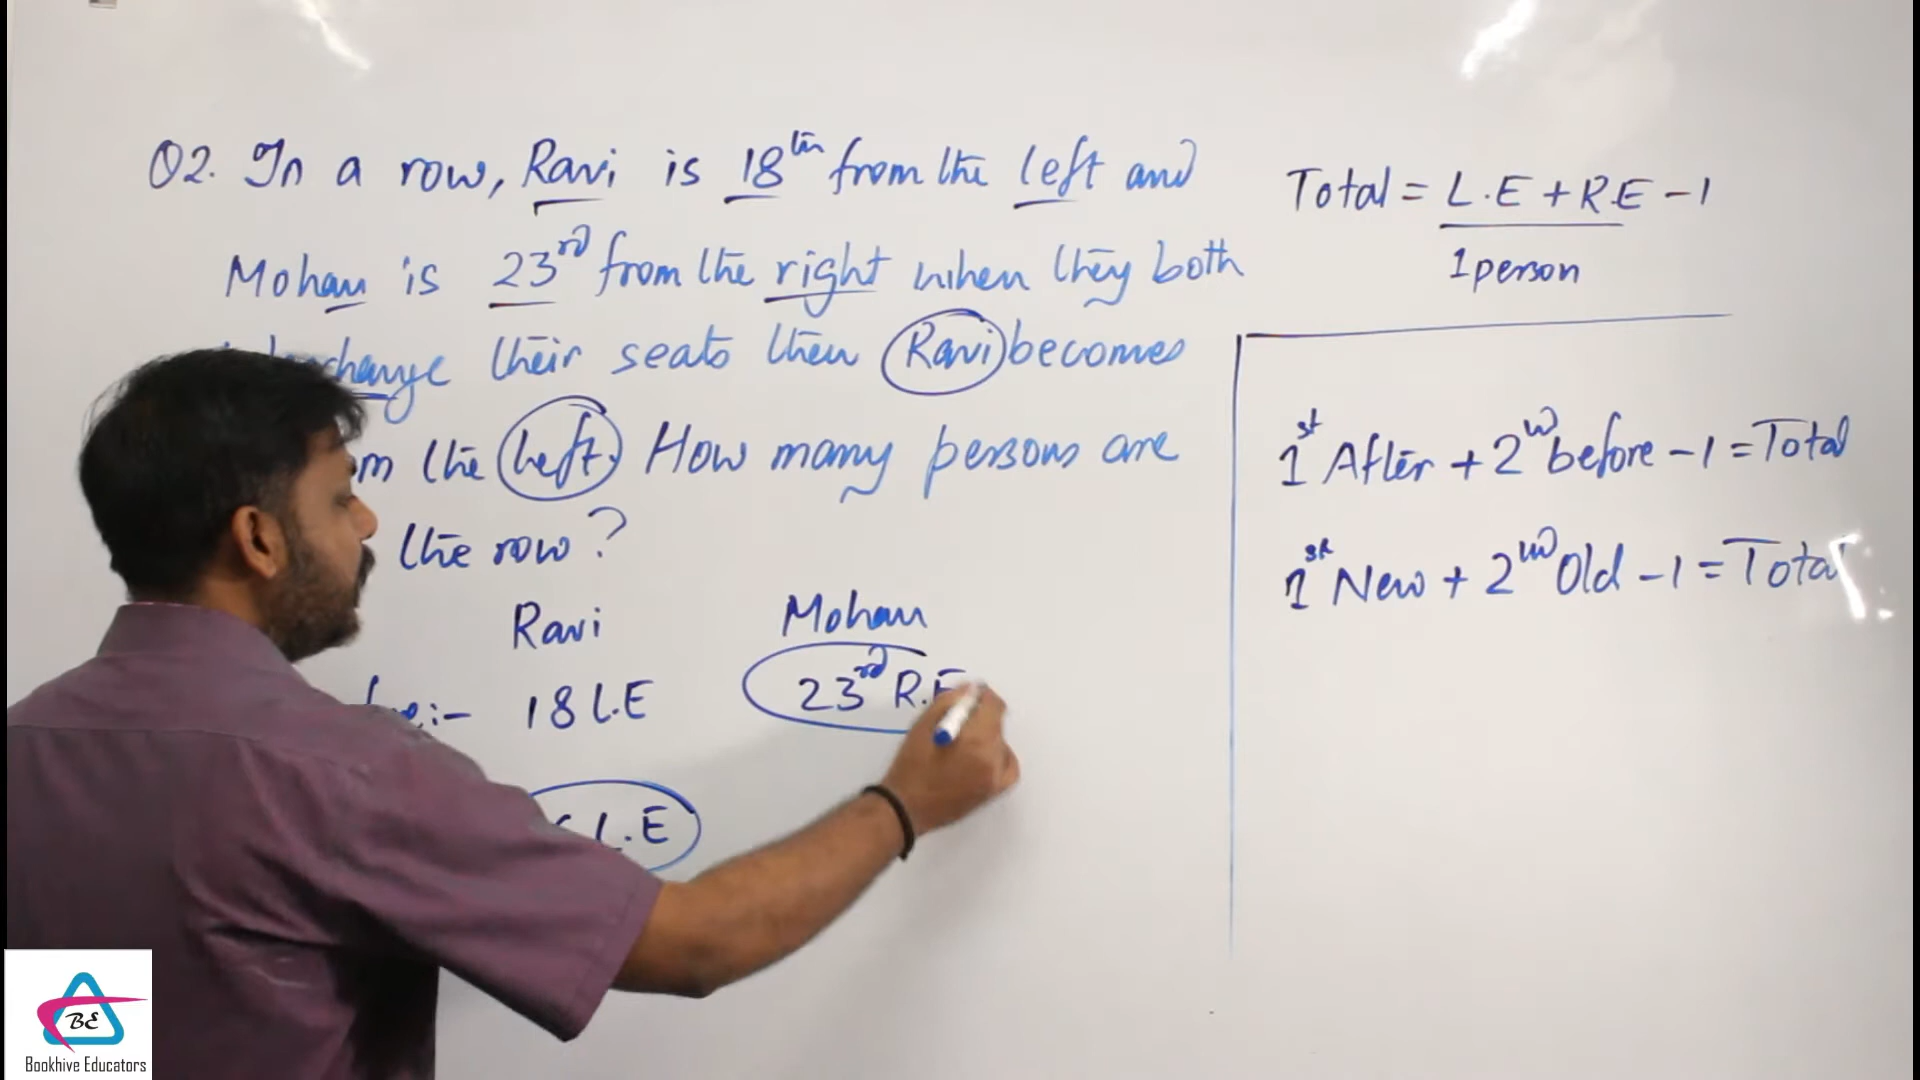 Q2. In a row, Ravi is 18th from the left and
Mohan is 23rd from the right when they both
change their seats then Ravi becomes
the left. How many persons are
the row?
Ravi Mohan
18 L.E 23rd R.E
L.E
Total = L.E + R.E - 1
1 person
1st After + 2nd before - 1 = Total
1st New + 2nd Old - 1 = Total
BE
Bookhive Educators